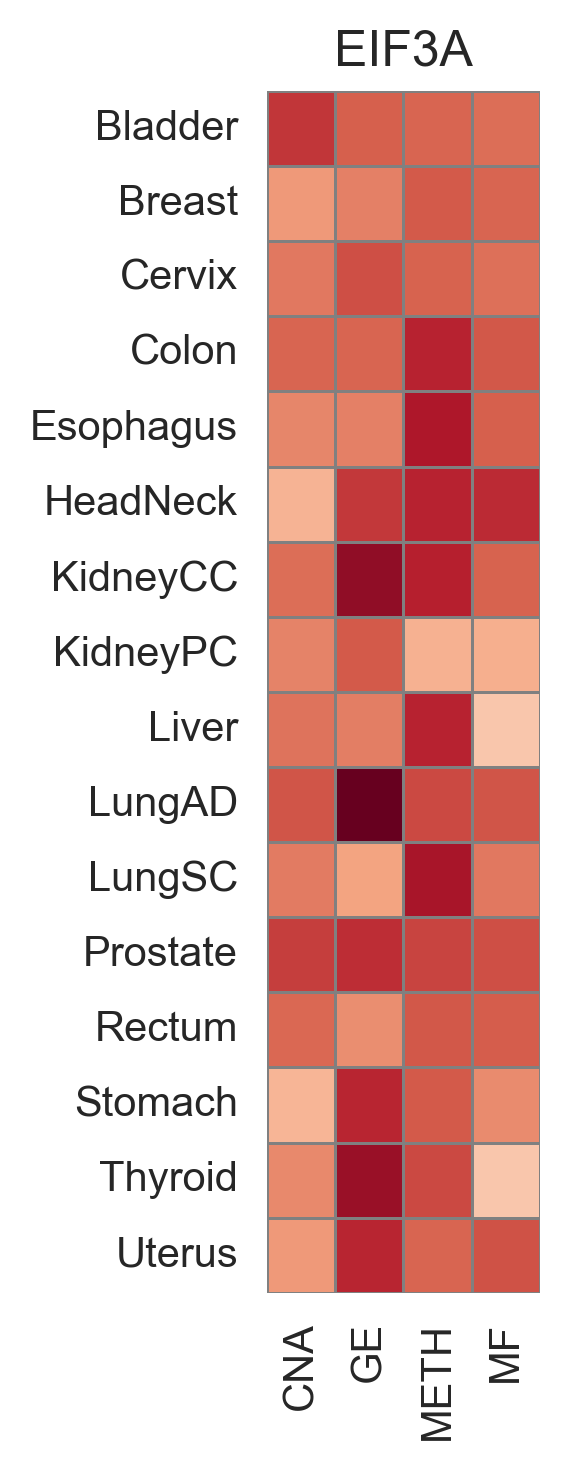 EIF3A
Bladder
Breast
Cervix
Colon
Esophagus
HeadNeck
KidneyCC
KidneyPC
Liver
LungAD
LungSC
Prostate
Rectum
Stomach
Thyroid
Uterus
CNA
GE
METH
MF